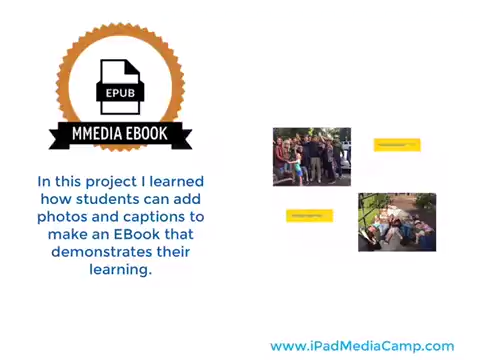 EPUB
MMEDIA EBOOK
In this project I learned
how students can add
photos and captions to
make an EBook that
demonstrates their
learning.
www.iPadMediaCamp.com